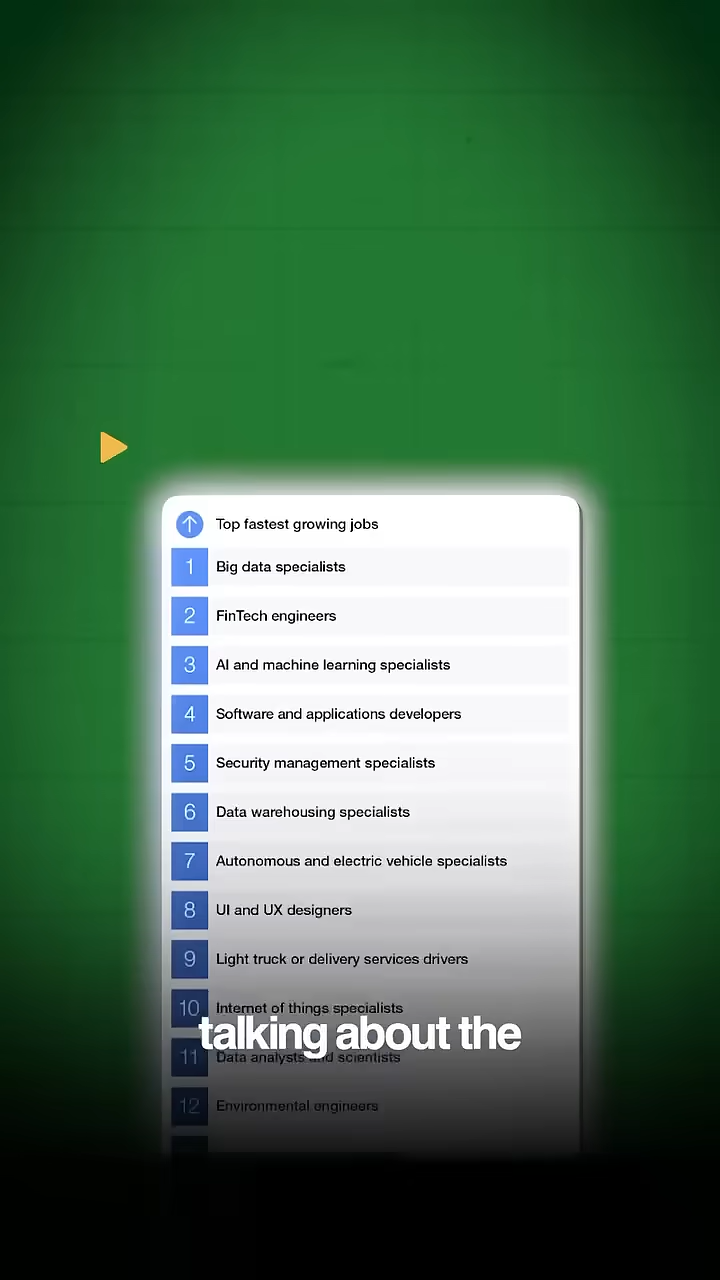 Top fastest growing jobs
1 Big data specialists
2 FinTech engineers
3 AI and machine learning specialists
4 Software and applications developers
5 Security management specialists
6 Data warehousing specialists
7 Autonomous and electric vehicle specialists
8 UI and UX designers
9 Light truck or delivery services drivers
10 Internet of things specialists
talking about the
11 Data analysts and scientists
12 Environmental engineers